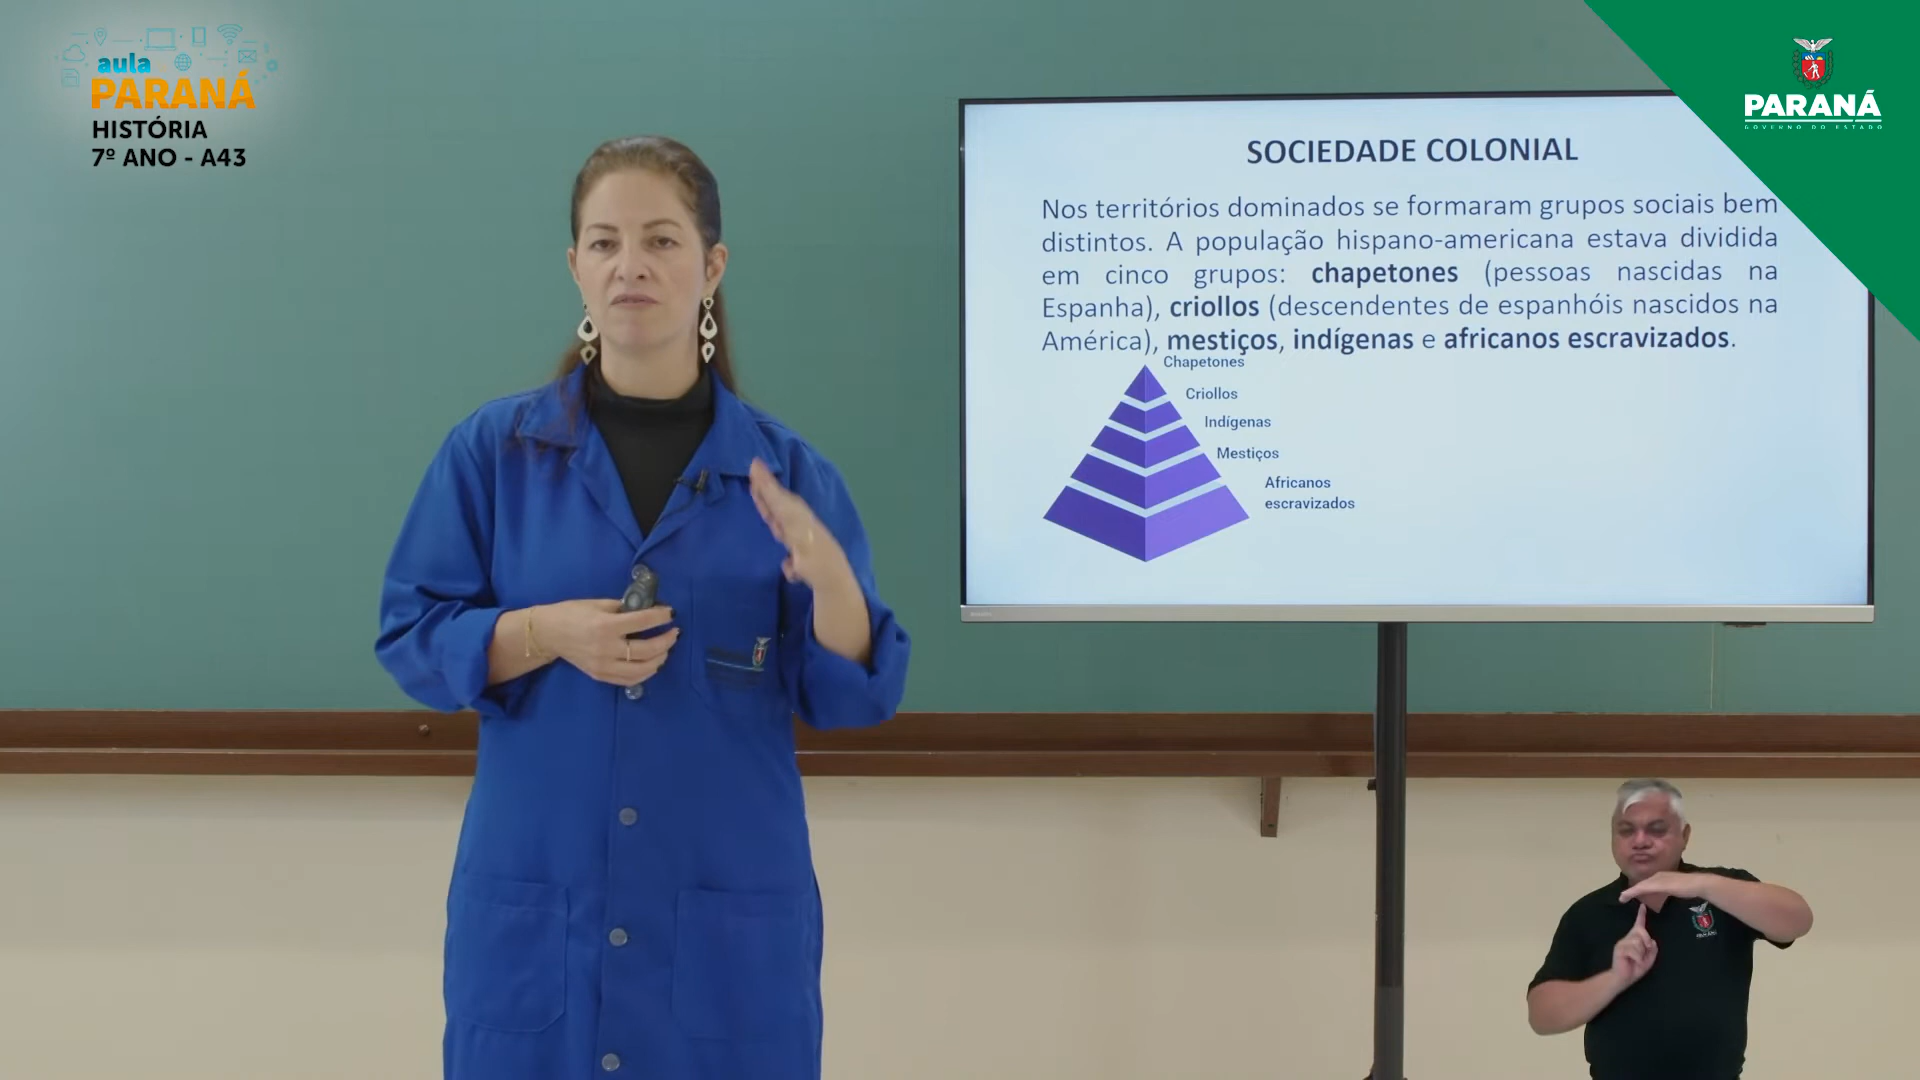 aula
PARANÁ
HISTÓRIA
7º ANO - A43
PARANÁ
GOVERNO DO ESTADO
SOCIEDADE COLONIAL
Nos territórios dominados se formaram grupos sociais bem
distintos. A população hispano-americana estava dividida
em cinco grupos: chapetones (pessoas nascidas na
Espanha), criollos (descendentes de espanhóis nascidos na
América), mestiços, indígenas e africanos escravizados.
Chapetones
Criollos
Indígenas
Mestiços
Africanos
escravizados